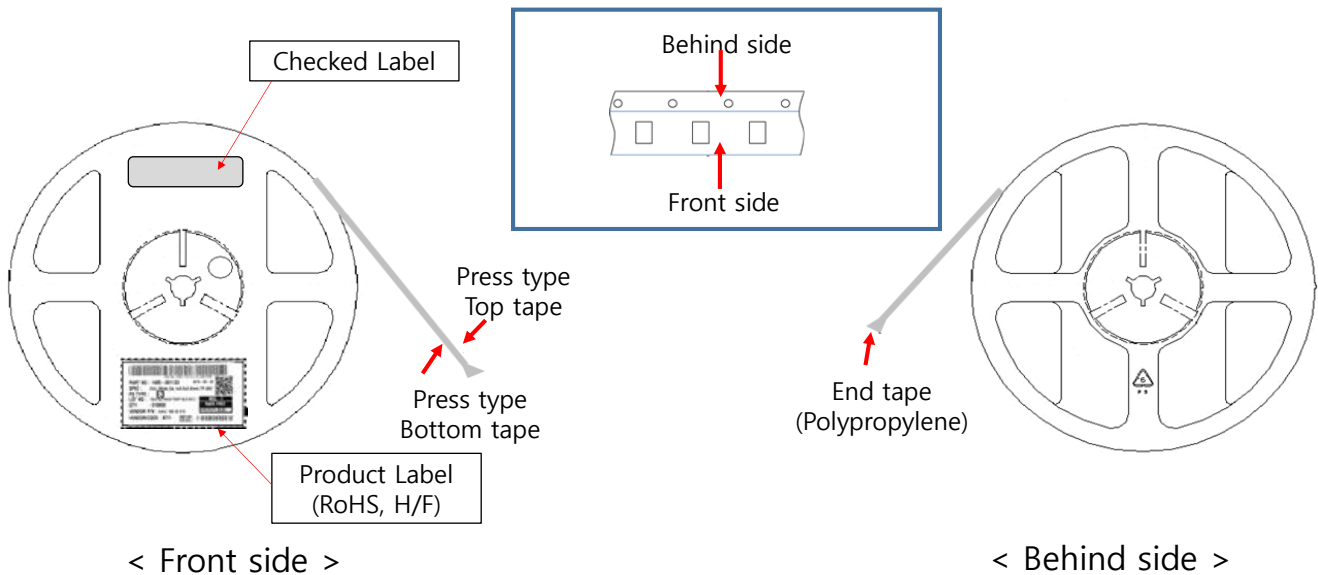 Behind side
Checked Label
Front side
Press type
Top tape
Press type
Bottom tape
End tape
(Polypropylene)
6
P S
Product Label
(RoHS, H/F)
< Front side >
< Behind side >